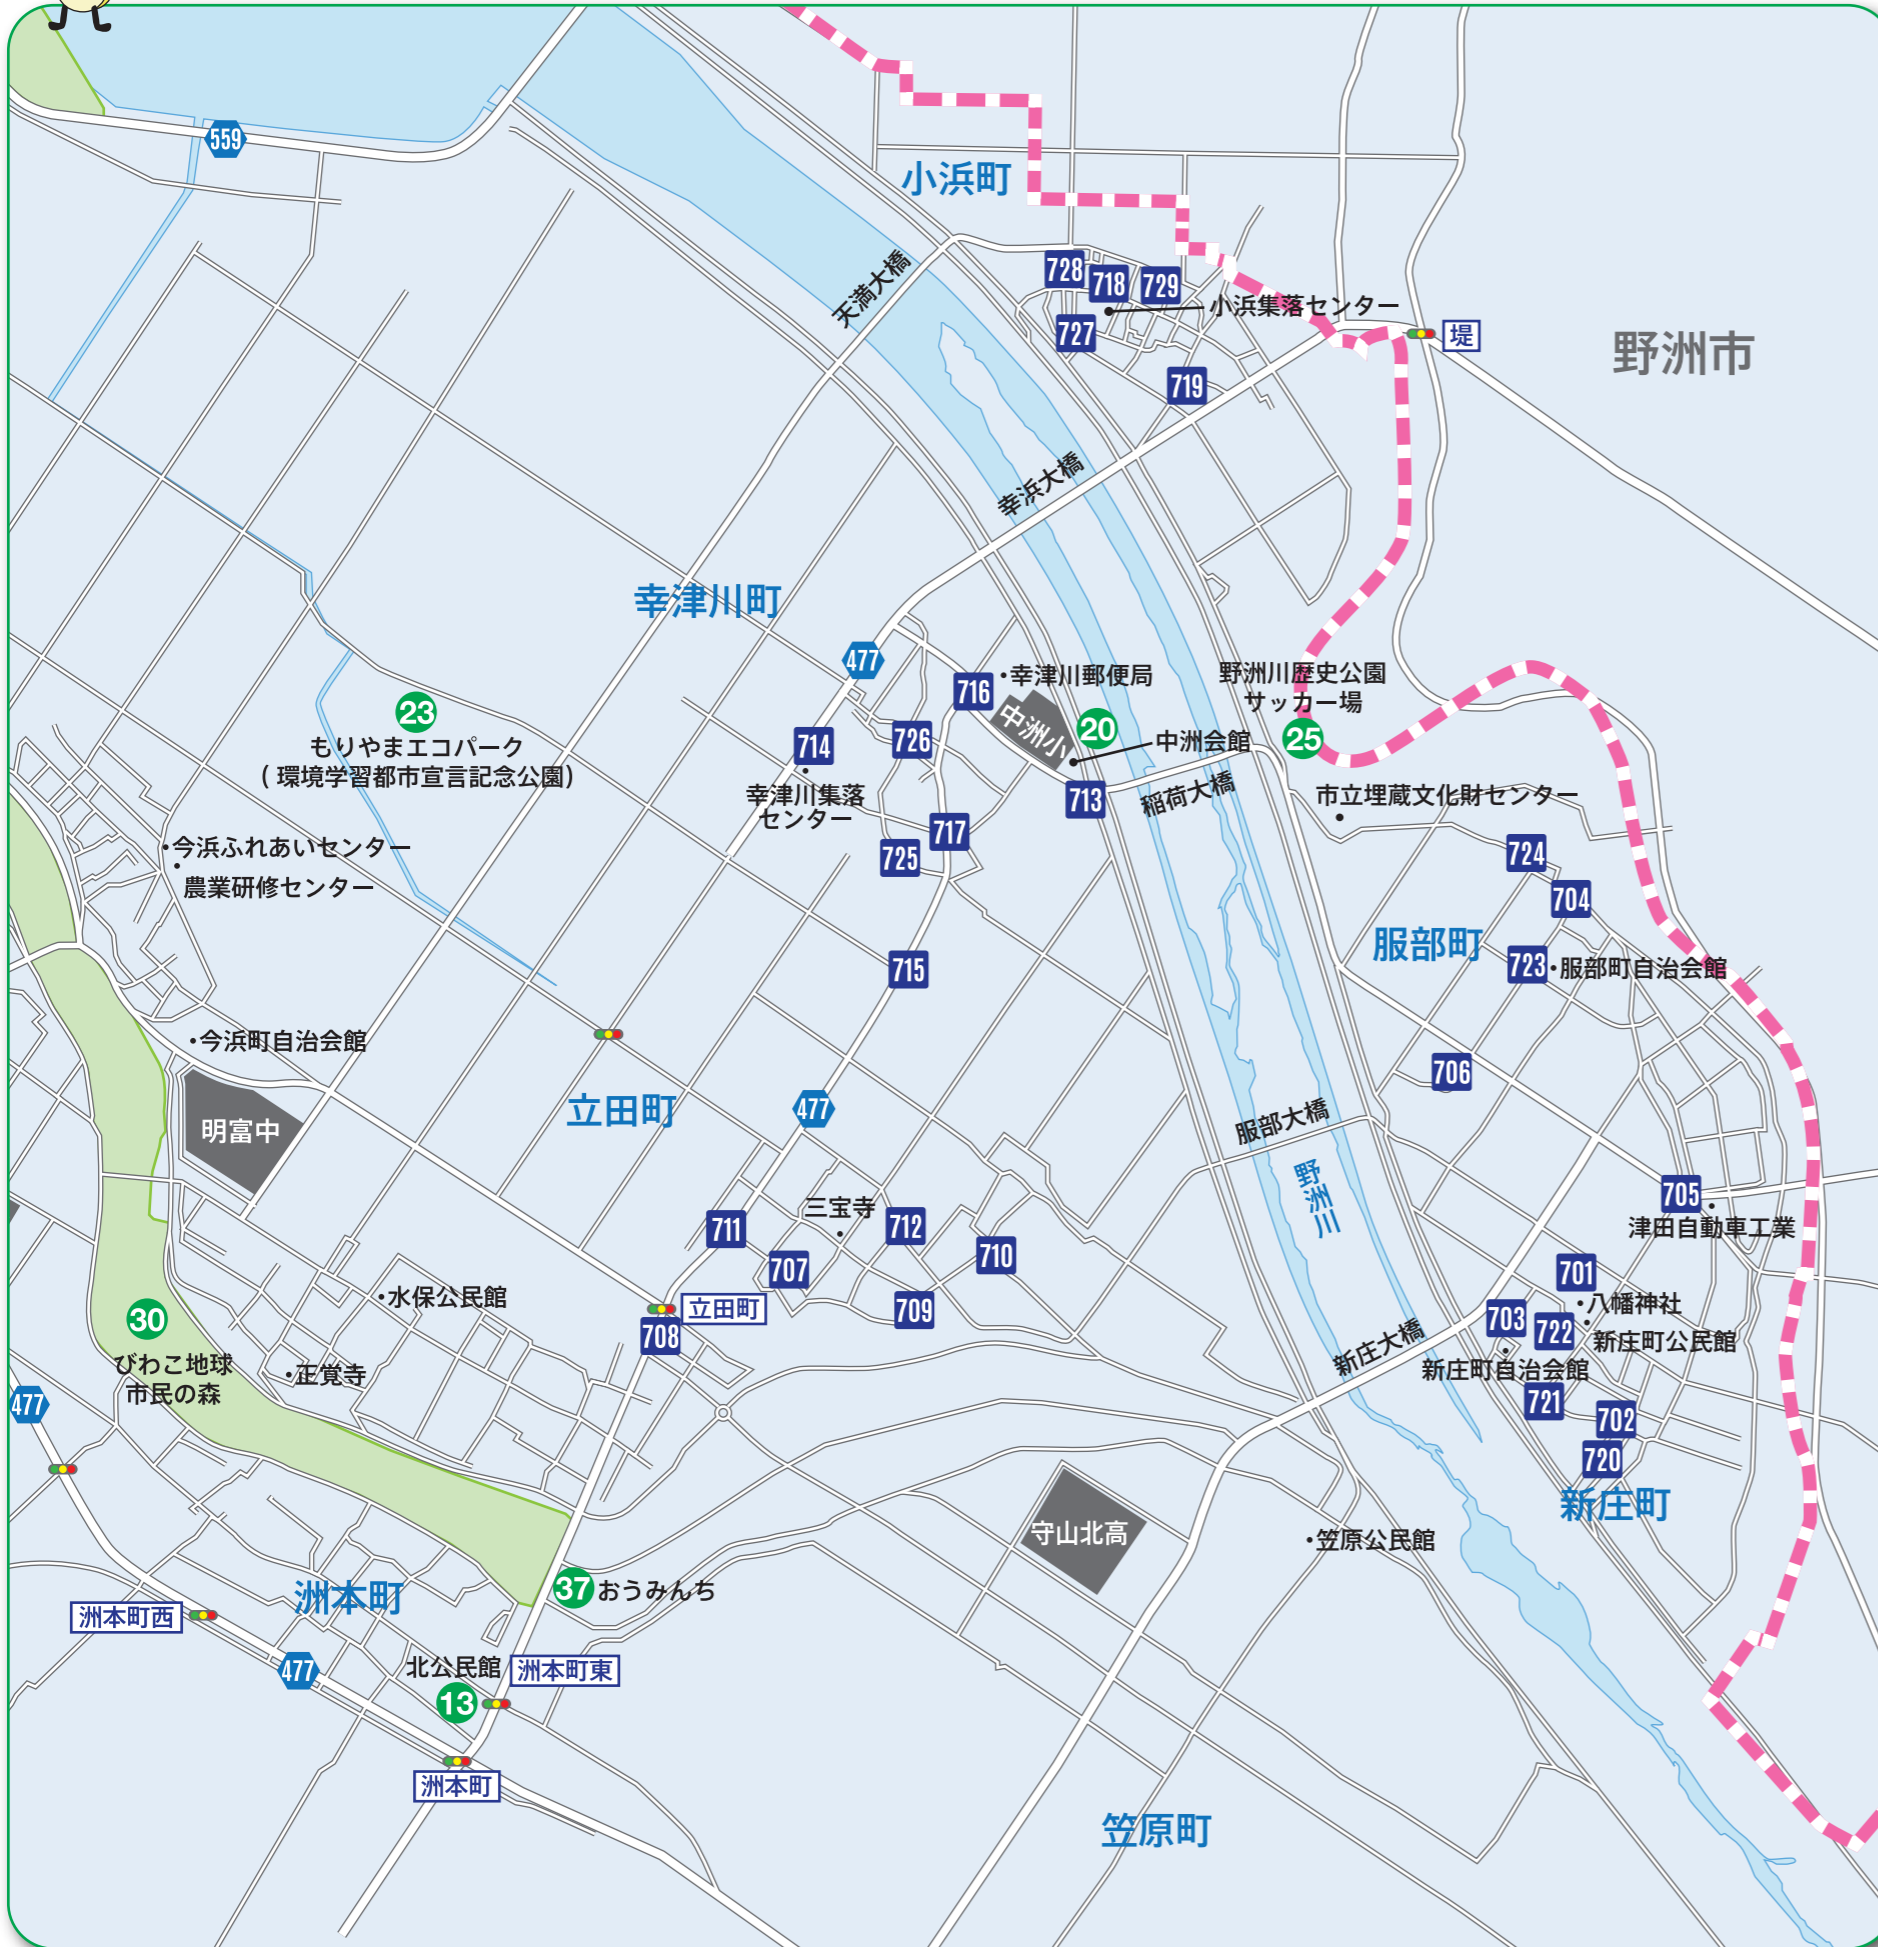 559
小浜町
天満大橋
728
718
729
小浜集落センター
727
堤
野洲市
719
幸浜大橋
幸津川町
477
716
・幸津川郵便局
野洲川歴史公園
サッカー場
中洲小
20
25
中洲会館
23
もりやまエコパーク
( 環境学習都市宣言記念公園)
714
726
幸津川集落
センター
713
稲荷大橋
市立埋蔵文化財センター
717
725
724
704
・今浜ふれあいセンター
農業研修センター
服部町
723
・服部町自治会館
715
・今浜町自治会館
706
明富中
立田町
477
服部大橋
野洲川
705
津田自動車工業
三宝寺
711
712
710
707
709
701
・八幡神社
703
722
新庄町公民館
・水保公民館
立田町
708
30
びわこ地球
市民の森
・正覚寺
新庄大橋
新庄町自治会館
721
702
720
新庄町
477
守山北高
・笠原公民館
37
おうみんち
洲本町
洲本町西
477
北公民館
洲本町東
13
洲本町
笠原町